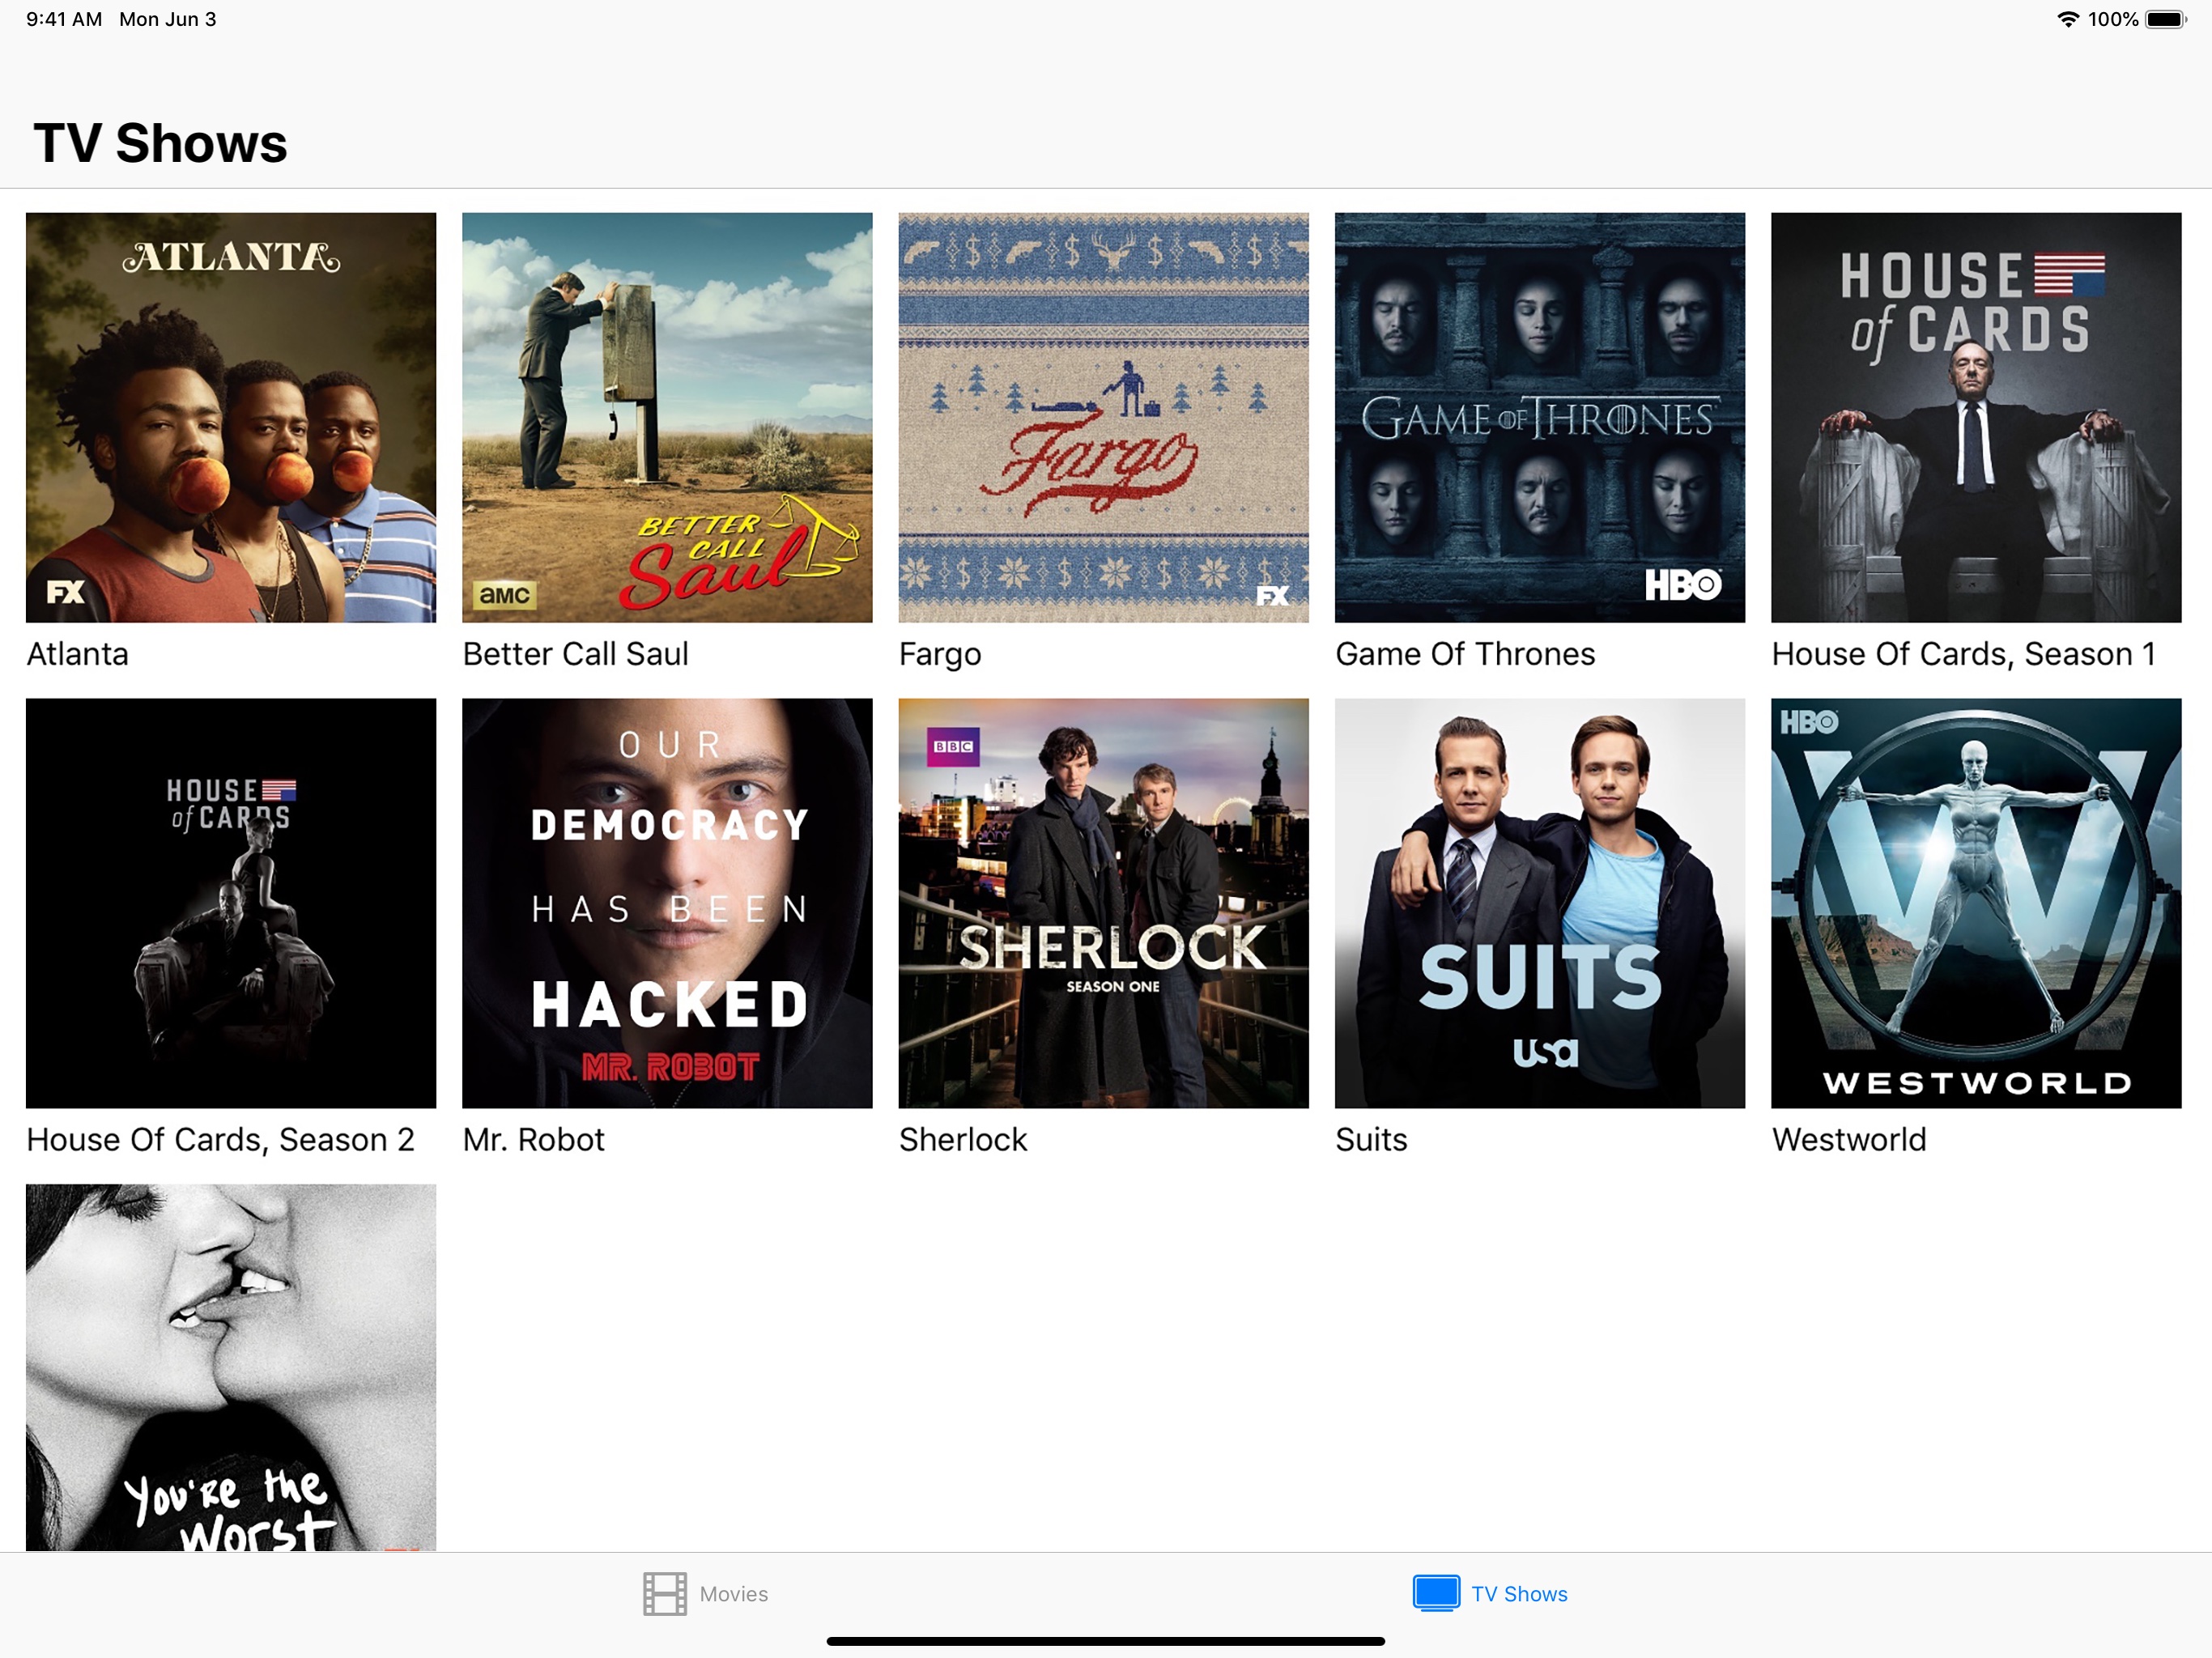 9:41 AM Mon Jun 3
100%
TV Shows
ATLANTA
FX
BETTER
CALL
Saul
aMC
Fargo
FX
GAME OF THRONES
HBO
HOUSE
of CARDS
Atlanta
Better Call Saul
Fargo
Game Of Thrones
House Of Cards, Season 1
HOUSE
of CARDS
OUR
DEMOCRACY
HAS BEEN
HACKED
MR. ROBOT
BBC
SHERLOCK
SEASON ONE
SUITS
usa
HBO
W
WESTWORLD
House Of Cards, Season 2
Mr. Robot
Sherlock
Suits
Westworld
You're the
Worst
Movies
TV Shows